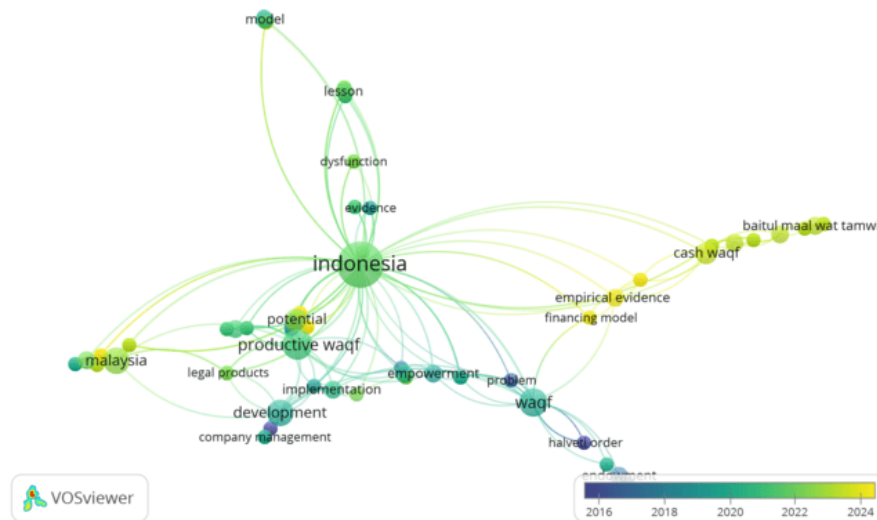 model
lesson
dysfunction
evidence
indonesia
baitul maal wat tamw
cash waqf
empirical evidence
financing model
potential
productive waqf
malaysia
legal products
empowerment
problem
implementation
waqf
development
company management
halveti order
endowment
VOSviewer
2016 2018 2020 2022 2024